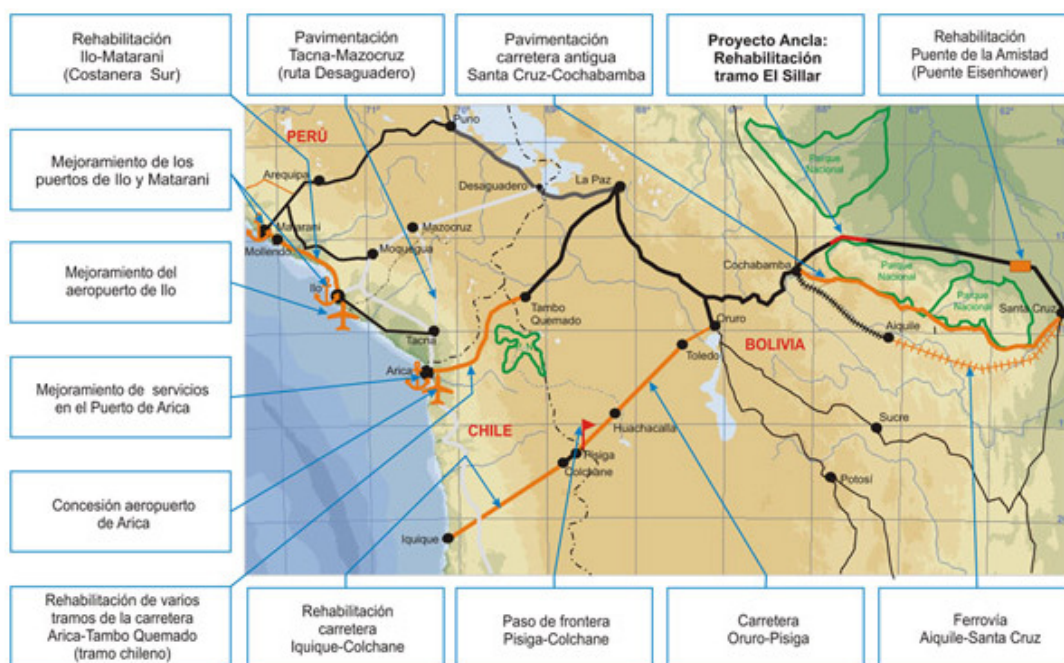 Rehabilitación
Ilo-Matarani
(Costanera Sur)
Pavimentación
Tacna-Mazocruz
(ruta Desaguadero)
Pavimentación
carretera antigua
Santa Cruz-Cochabamba
Proyecto Ancla:
Rehabilitación
tramo El Sillar
Rehabilitación
Puente de la Amistad
(Puente Eisenhower)
Mejoramiento de los
puertos de Ilo y Matarani
Mejoramiento del
aeropuerto de Ilo
Mejoramiento de servicios
en el Puerto de Arica
Concesión aeropuerto
de Arica
72°
71°
70°
69°
68°
62°
PERÚ
Puno
Arequipa
Desaguadero
La Paz
Matarani
Mollendo
Mazocruz
Moquegua
Ilo
Tacna
Tambo
Quemado
Arica
CHILE
Parque
Nacional
Cochabamba
Parque
Nacional
Parque
Nacional
Santa Cruz
Oruro
BOLIVIA
Aiquile
Toledo
Huachacalla
Sucre
Pisiga
Colchane
Potosí
Iquique
Rehabilitación de varios
tramos de la carretera
Arica-Tambo Quemado
(tramo chileno)
Rehabilitación
carretera
Iquique-Colchane
Paso de frontera
Pisiga-Colchane
Carretera
Oruro-Pisiga
Ferrovía
Aiquile-Santa Cruz